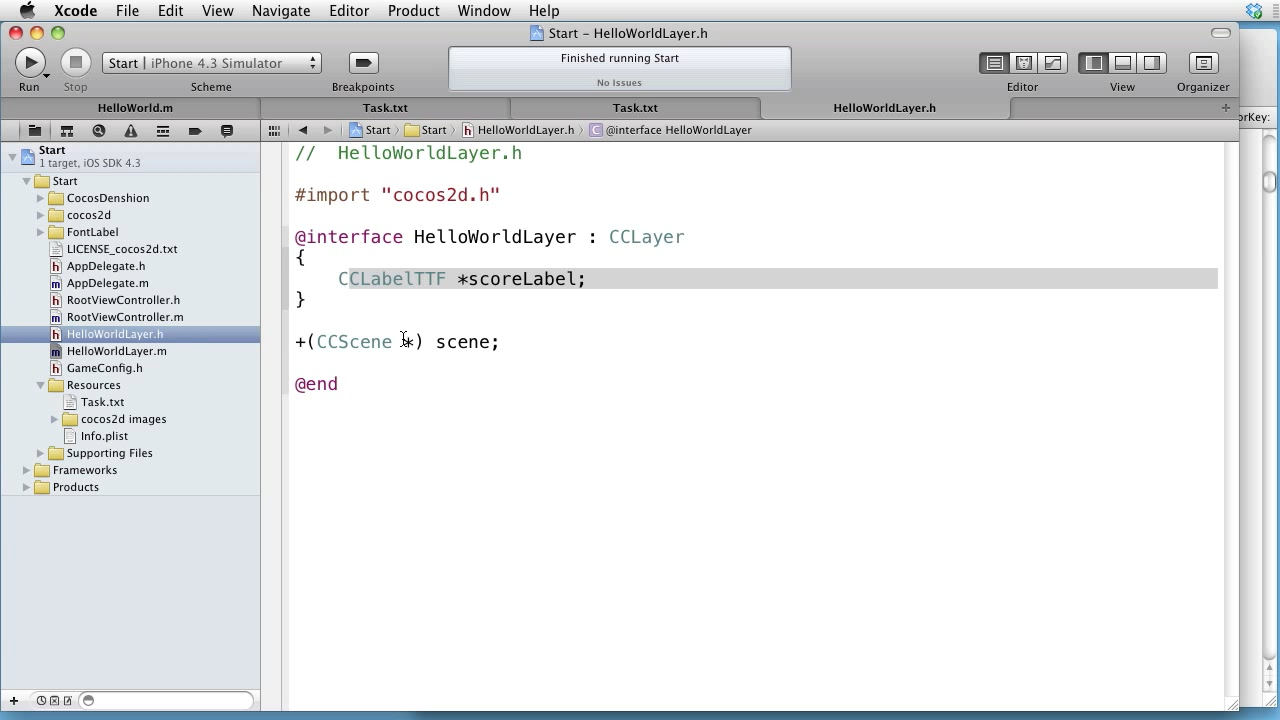 Xcode File Edit View Navigate Editor Product Window Help
Start – HelloWorldLayer.h
Start | iPhone 4.3 Simulator
Finished running Start
No Issues
Run Stop Scheme Breakpoints Editor View Organizer
HelloWorld.m Task.txt Task.txt HelloWorldLayer.h +
orKey:
Start Start HelloWorldLayer.h C @interface HelloWorldLayer
Start
1 target, iOS SDK 4.3
Start
CocosDenshion
cocos2d
FontLabel
LICENSE_cocos2d.txt
h AppDelegate.h
m AppDelegate.m
h RootViewController.h
m RootViewController.m
h HelloWorldLayer.h
m HelloWorldLayer.m
h GameConfig.h
Resources
Task.txt
cocos2d images
Info.plist
Supporting Files
Frameworks
Products
// HelloWorldLayer.h
#import "cocos2d.h"
@interface HelloWorldLayer : CCLayer
{
CCLabelTTF *scoreLabel;
}
+(CCScene *) scene;
@end